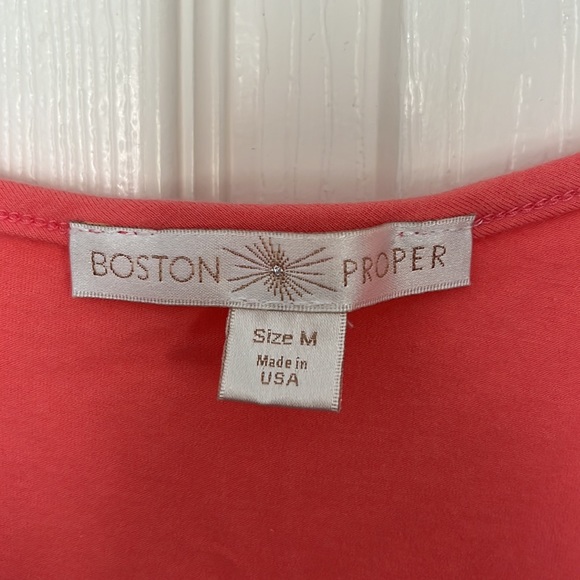 BOSTON PROPER
Size M
Made in
USA